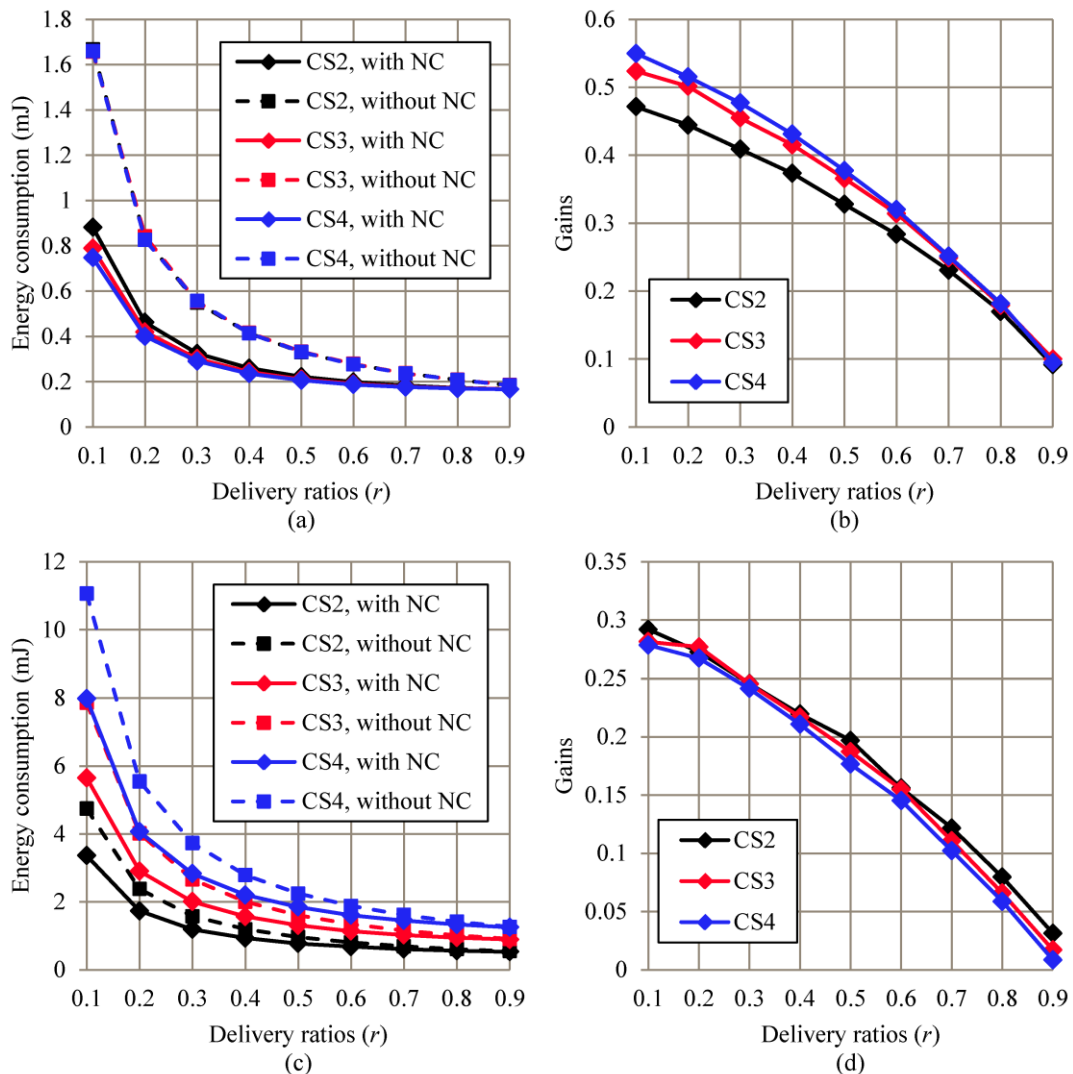 1.8
1.6
1.4
1.2
1
0.8
0.6
0.4
0.2
0
Energy consumption (mJ)
CS2, with NC
CS2, without NC
CS3, with NC
CS3, without NC
CS4, with NC
CS4, without NC
0.1 0.2 0.3 0.4 0.5 0.6 0.7 0.8 0.9
Delivery ratios (r)
(a)
0.6
0.5
0.4
0.3
0.2
0.1
0
Gains
CS2
CS3
CS4
0.1 0.2 0.3 0.4 0.5 0.6 0.7 0.8 0.9
Delivery ratios (r)
(b)
12
10
8
6
4
2
0
Energy consumption (mJ)
CS2, with NC
CS2, without NC
CS3, with NC
CS3, without NC
CS4, with NC
CS4, without NC
0.1 0.2 0.3 0.4 0.5 0.6 0.7 0.8 0.9
Delivery ratios (r)
(c)
0.35
0.3
0.25
0.2
0.15
0.1
0.05
0
Gains
CS2
CS3
CS4
0.1 0.2 0.3 0.4 0.5 0.6 0.7 0.8 0.9
Delivery ratios (r)
(d)